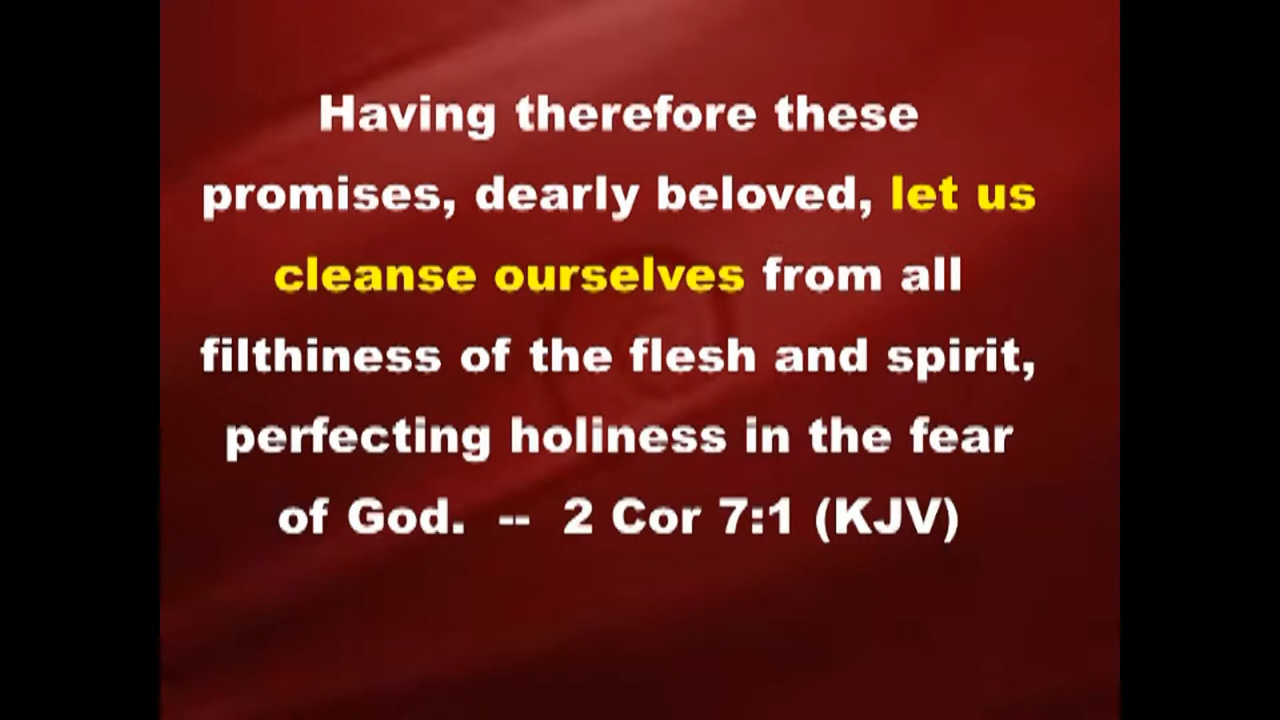 Having therefore these
promises, dearly beloved, let us
cleanse ourselves from all
filthiness of the flesh and spirit,
perfecting holiness in the fear
of God.  --  2 Cor 7:1 (KJV)